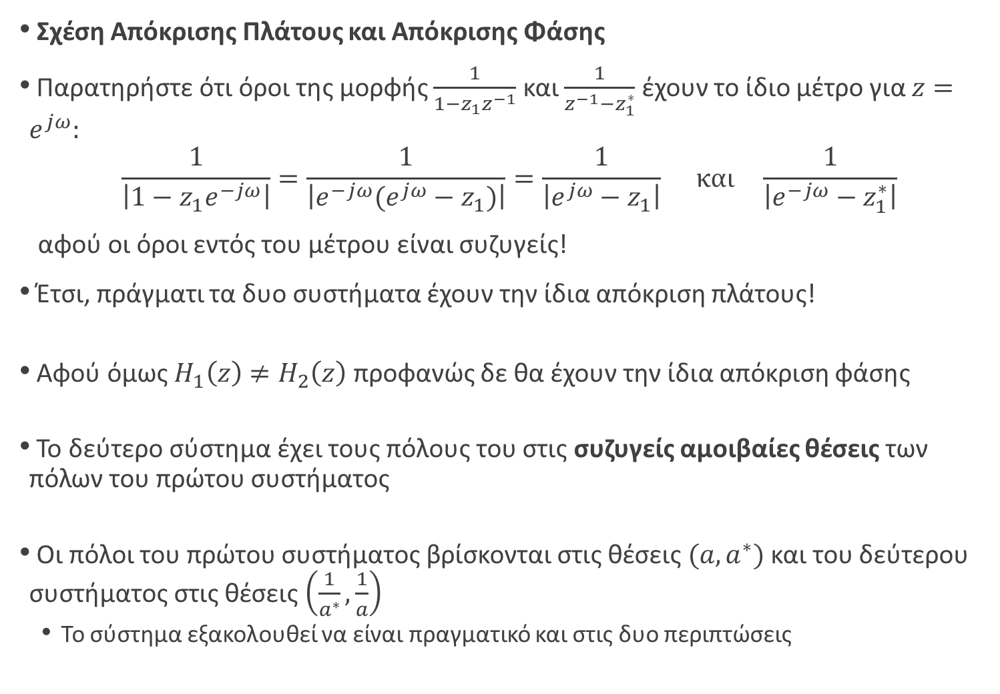 • Σχέση Απόκρισης Πλάτους και Απόκρισης Φάσης
• Παρατηρήστε ότι όροι της μορφής $\frac{1}{1-z_1z^{-1}}$ και $\frac{1}{z^{-1}-z_1^*}$ έχουν το ίδιο μέτρο για $z =$
$e^{j\omega}$:
$\frac{1}{|1-z_1e^{-j\omega}|} = \frac{1}{|e^{-j\omega}(e^{j\omega}-z_1)|} = \frac{1}{|e^{j\omega}-z_1|}$ και $\frac{1}{|e^{-j\omega}-z_1^*|}$
αφού οι όροι εντός του μέτρου είναι συζυγείς!
• Έτσι, πράγματι τα δυο συστήματα έχουν την ίδια απόκριση πλάτους!
• Αφού όμως $H_1(z) \neq H_2(z)$ προφανώς δε θα έχουν την ίδια απόκριση φάσης
• Το δεύτερο σύστημα έχει τους πόλους του στις συζυγείς αμοιβαίες θέσεις των
πόλων του πρώτου συστήματος
• Οι πόλοι του πρώτου συστήματος βρίσκονται στις θέσεις $(a, a^*)$ και του δεύτερου
συστήματος στις θέσεις $\left(\frac{1}{a^*}, \frac{1}{a}\right)$
• Το σύστημα εξακολουθεί να είναι πραγματικό και στις δυο περιπτώσεις